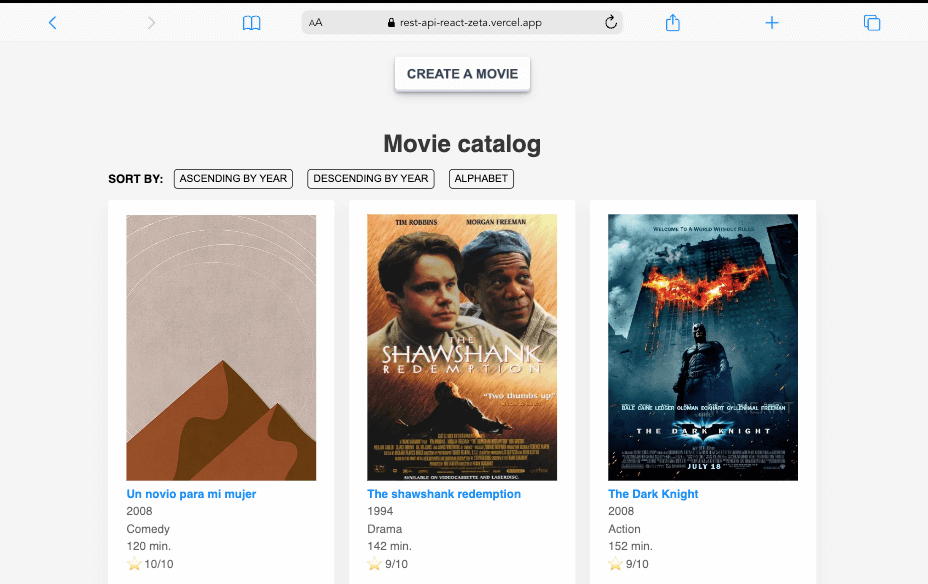 AA
rest-api-react-zeta.vercel.app
CREATE A MOVIE
Movie catalog
SORT BY: ASCENDING BY YEAR DESCENDING BY YEAR ALPHABET
TIM ROBBINS MORGAN FREEMAN
THE
SHAWSHANK
REDEMPTION
"Two thumbs up"
AVAILABLE ON VIDEOCASSETTE AND LASERDISC.
WELCOME TO A WORLD WITHOUT RULES
BALE CAINE LEDGER OLDMAN ECKHART GYLLENHAAL FREEMAN
THE DARK KNIGHT
JULY 18
Un novio para mi mujer
2008
Comedy
120 min.
10/10
The shawshank redemption
1994
Drama
142 min.
9/10
The Dark Knight
2008
Action
152 min.
9/10